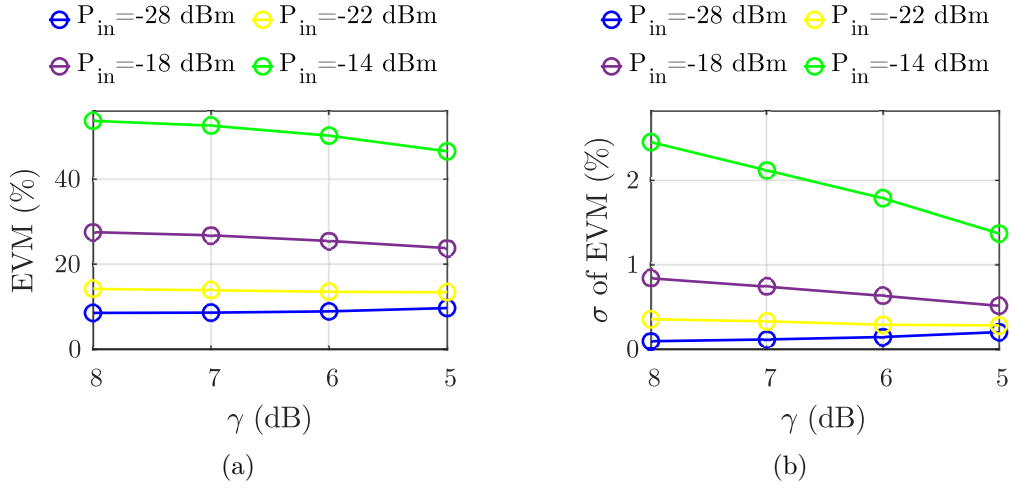 P_in=-28 dBm P_in=-22 dBm
P_in=-18 dBm P_in=-14 dBm
40
20
0
EVM (%)
8 7 6 5
γ (dB)
(a)
P_in=-28 dBm P_in=-22 dBm
P_in=-18 dBm P_in=-14 dBm
2
1
0
σ of EVM (%)
8 7 6 5
γ (dB)
(b)